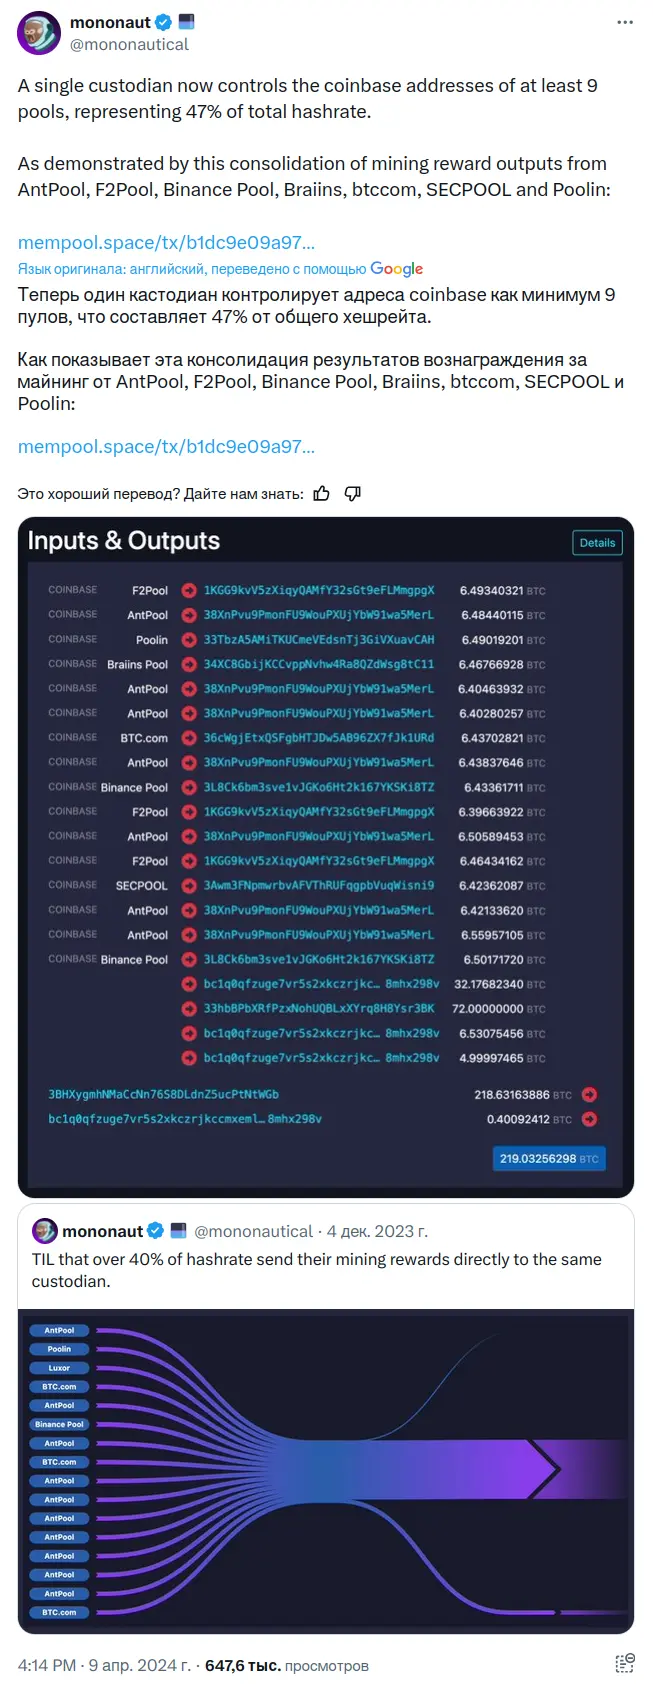 mononaut
@mononautical
A single custodian now controls the coinbase addresses of at least 9
pools, representing 47% of total hashrate.
As demonstrated by this consolidation of mining reward outputs from
AntPool, F2Pool, Binance Pool, Braiins, btccom, SECPOOL and Poolin:
mempool.space/tx/b1dc9e09a97...
Язык оригинала: английский, переведено с помощью Google
Теперь один кастодиан контролирует адреса coinbase как минимум 9
пулов, что составляет 47% от общего хешрейта.
Как показывает эта консолидация результатов вознаграждения за
майнинг от AntPool, F2Pool, Binance Pool, Braiins, btccom, SECPOOL и
Poolin:
mempool.space/tx/b1dc9e09a97...
Это хороший перевод? Дайте нам знать:
Inputs & Outputs
Details
COINBASE F2Pool 1KGG9kvV5zXiqyQAMfY32sGt9eFLMmgpgX 6.49340321 BTC
COINBASE AntPool 38XnPvu9PmonFU9WouPXUjYbW91wa5MerL 6.48440115 BTC
COINBASE Poolin 33TbzA5AMiTKUCmeVEdsnTj3GiVXuavCAH 6.49019201 BTC
COINBASE Braiins Pool 34XC8GbijKCCvppNvhw4Ra8QZdWsg8tC11 6.46766928 BTC
COINBASE AntPool 38XnPvu9PmonFU9WouPXUjYbW91wa5MerL 6.40463932 BTC
COINBASE AntPool 38XnPvu9PmonFU9WouPXUjYbW91wa5MerL 6.40280257 BTC
COINBASE BTC.com 36cWgjEtxQSFgbHTJDw5AB96ZX7fJk1URd 6.43702821 BTC
COINBASE AntPool 38XnPvu9PmonFU9WouPXUjYbW91wa5MerL 6.43837646 BTC
COINBASE Binance Pool 3L8Ck6bm3sve1vJGKo6Ht2k167YKSKi8TZ 6.43361711 BTC
COINBASE F2Pool 1KGG9kvV5zXiqyQAMfY32sGt9eFLMmgpgX 6.39663922 BTC
COINBASE AntPool 38XnPvu9PmonFU9WouPXUjYbW91wa5MerL 6.50589453 BTC
COINBASE F2Pool 1KGG9kvV5zXiqyQAMfY32sGt9eFLMmgpgX 6.46434162 BTC
COINBASE SECPOOL 3Awm3FNpmwrbvAFVThRUFqgpbVuqWisni9 6.42362087 BTC
COINBASE AntPool 38XnPvu9PmonFU9WouPXUjYbW91wa5MerL 6.42133620 BTC
COINBASE AntPool 38XnPvu9PmonFU9WouPXUjYbW91wa5MerL 6.55957105 BTC
COINBASE Binance Pool 3L8Ck6bm3sve1vJGKo6Ht2k167YKSKi8TZ 6.50171720 BTC
bc1q0qfzuge7vr5s2xkczrjkc… 8mhx298v 32.17682340 BTC
33hbBPbXRfPzxNohUQBLxXYrq8H8Ysr3BK 72.00000000 BTC
bc1q0qfzuge7vr5s2xkczrjkc… 8mhx298v 6.53075456 BTC
bc1q0qfzuge7vr5s2xkczrjkc… 8mhx298v 4.99997465 BTC
3BHXygmhNMaCcNn76S8DLdnZ5ucPtNtWGb 218.63163886 BTC
bc1q0qfzuge7vr5s2xkczrjkccmxeml… 8mhx298v 0.40092412 BTC
219.03256298 BTC
mononaut @mononautical · 4 дек. 2023 г.
TIL that over 40% of hashrate send their mining rewards directly to the same
custodian.
AntPool
Poolin
Luxor
BTC.com
AntPool
Binance Pool
AntPool
BTC.com
AntPool
AntPool
AntPool
AntPool
AntPool
AntPool
AntPool
BTC.com
4:14 PM · 9 апр. 2024 г. · 647,6 тыс. просмотров